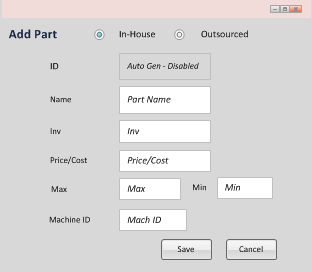 Add Part In-House Outsourced
ID Auto Gen - Disabled
Name Part Name
Inv Inv
Price/Cost Price/Cost
Max Max Min Min
Machine ID Mach ID
Save Cancel